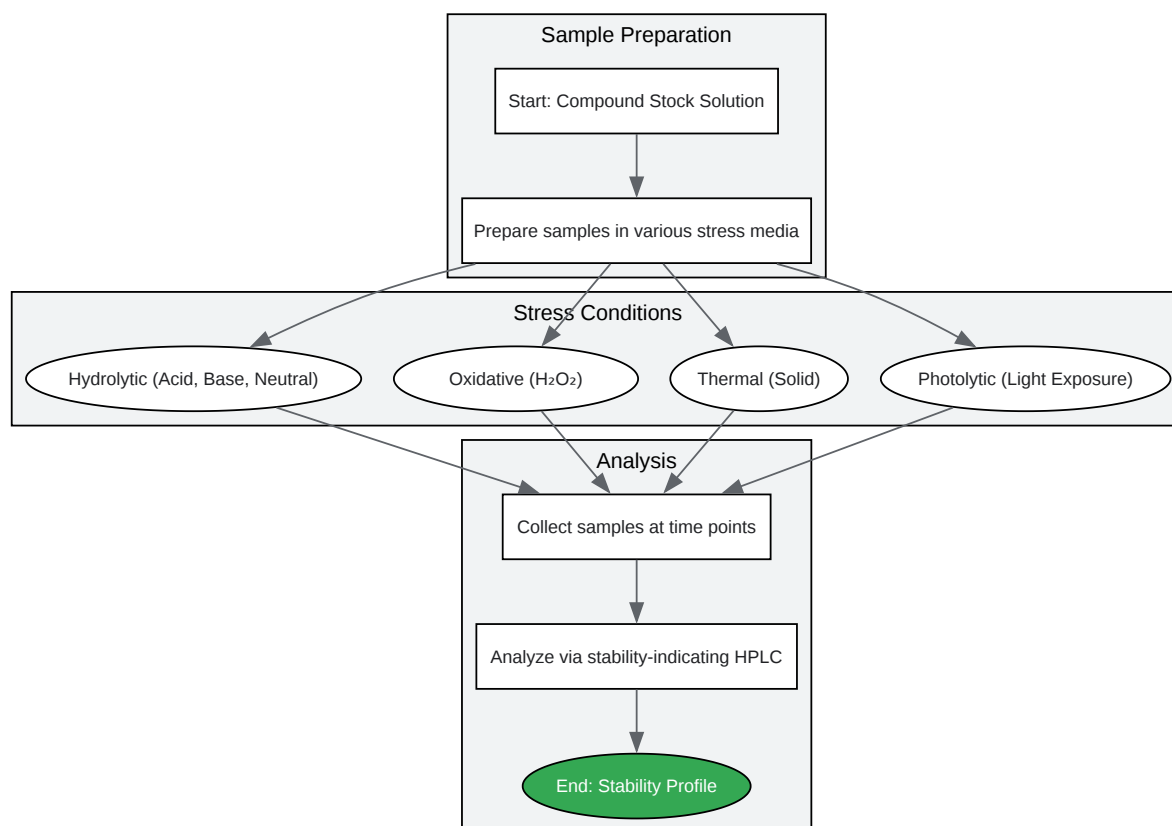 Sample Preparation
Start: Compound Stock Solution
Prepare samples in various stress media
Stress Conditions
Hydrolytic (Acid, Base, Neutral)
Oxidative (H₂O₂)
Thermal (Solid)
Photolytic (Light Exposure)
Analysis
Collect samples at time points
Analyze via stability-indicating HPLC
End: Stability Profile